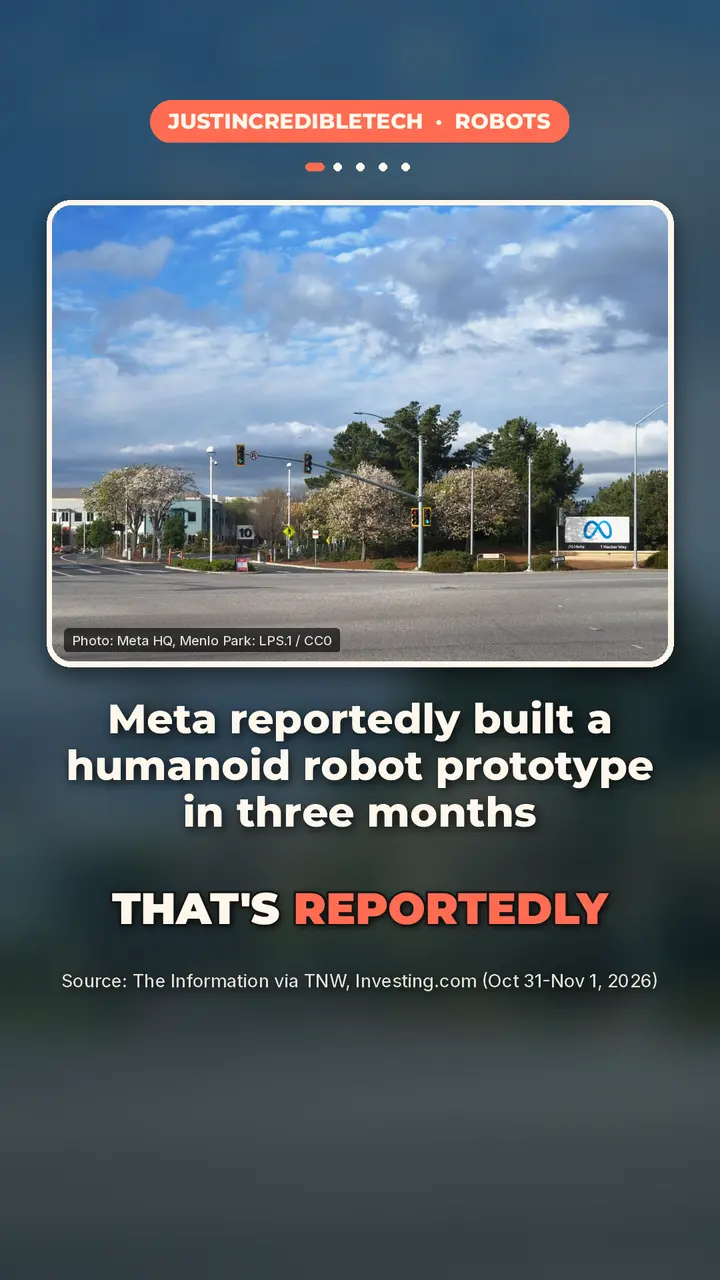 JUSTINCREDIBLETECH · ROBOTS
10
Photo: Meta HQ, Menlo Park: LPS.1 / CC0
Meta reportedly built a
humanoid robot prototype
in three months
THAT'S REPORTEDLY
Source: The Information via TNW, Investing.com (Oct 31-Nov 1, 2026)